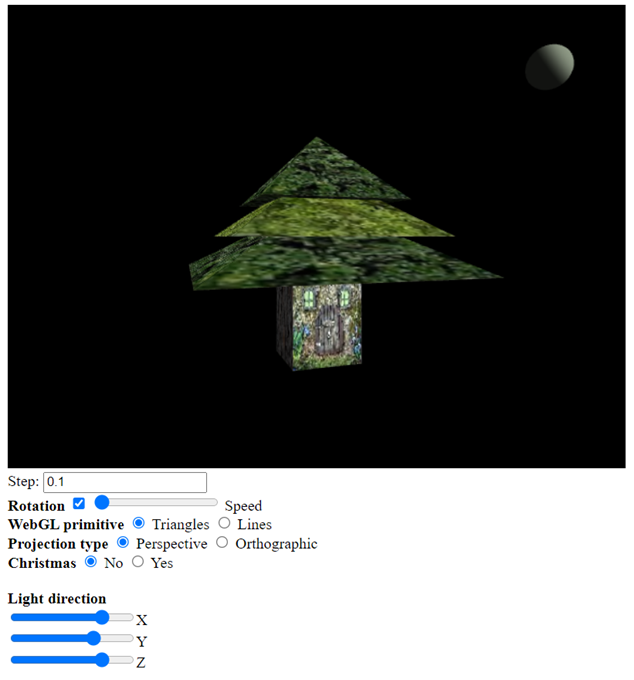 Step: 0.1
Rotation Speed
WebGL primitive Triangles Lines
Projection type Perspective Orthographic
Christmas No Yes
Light direction
X
Y
Z